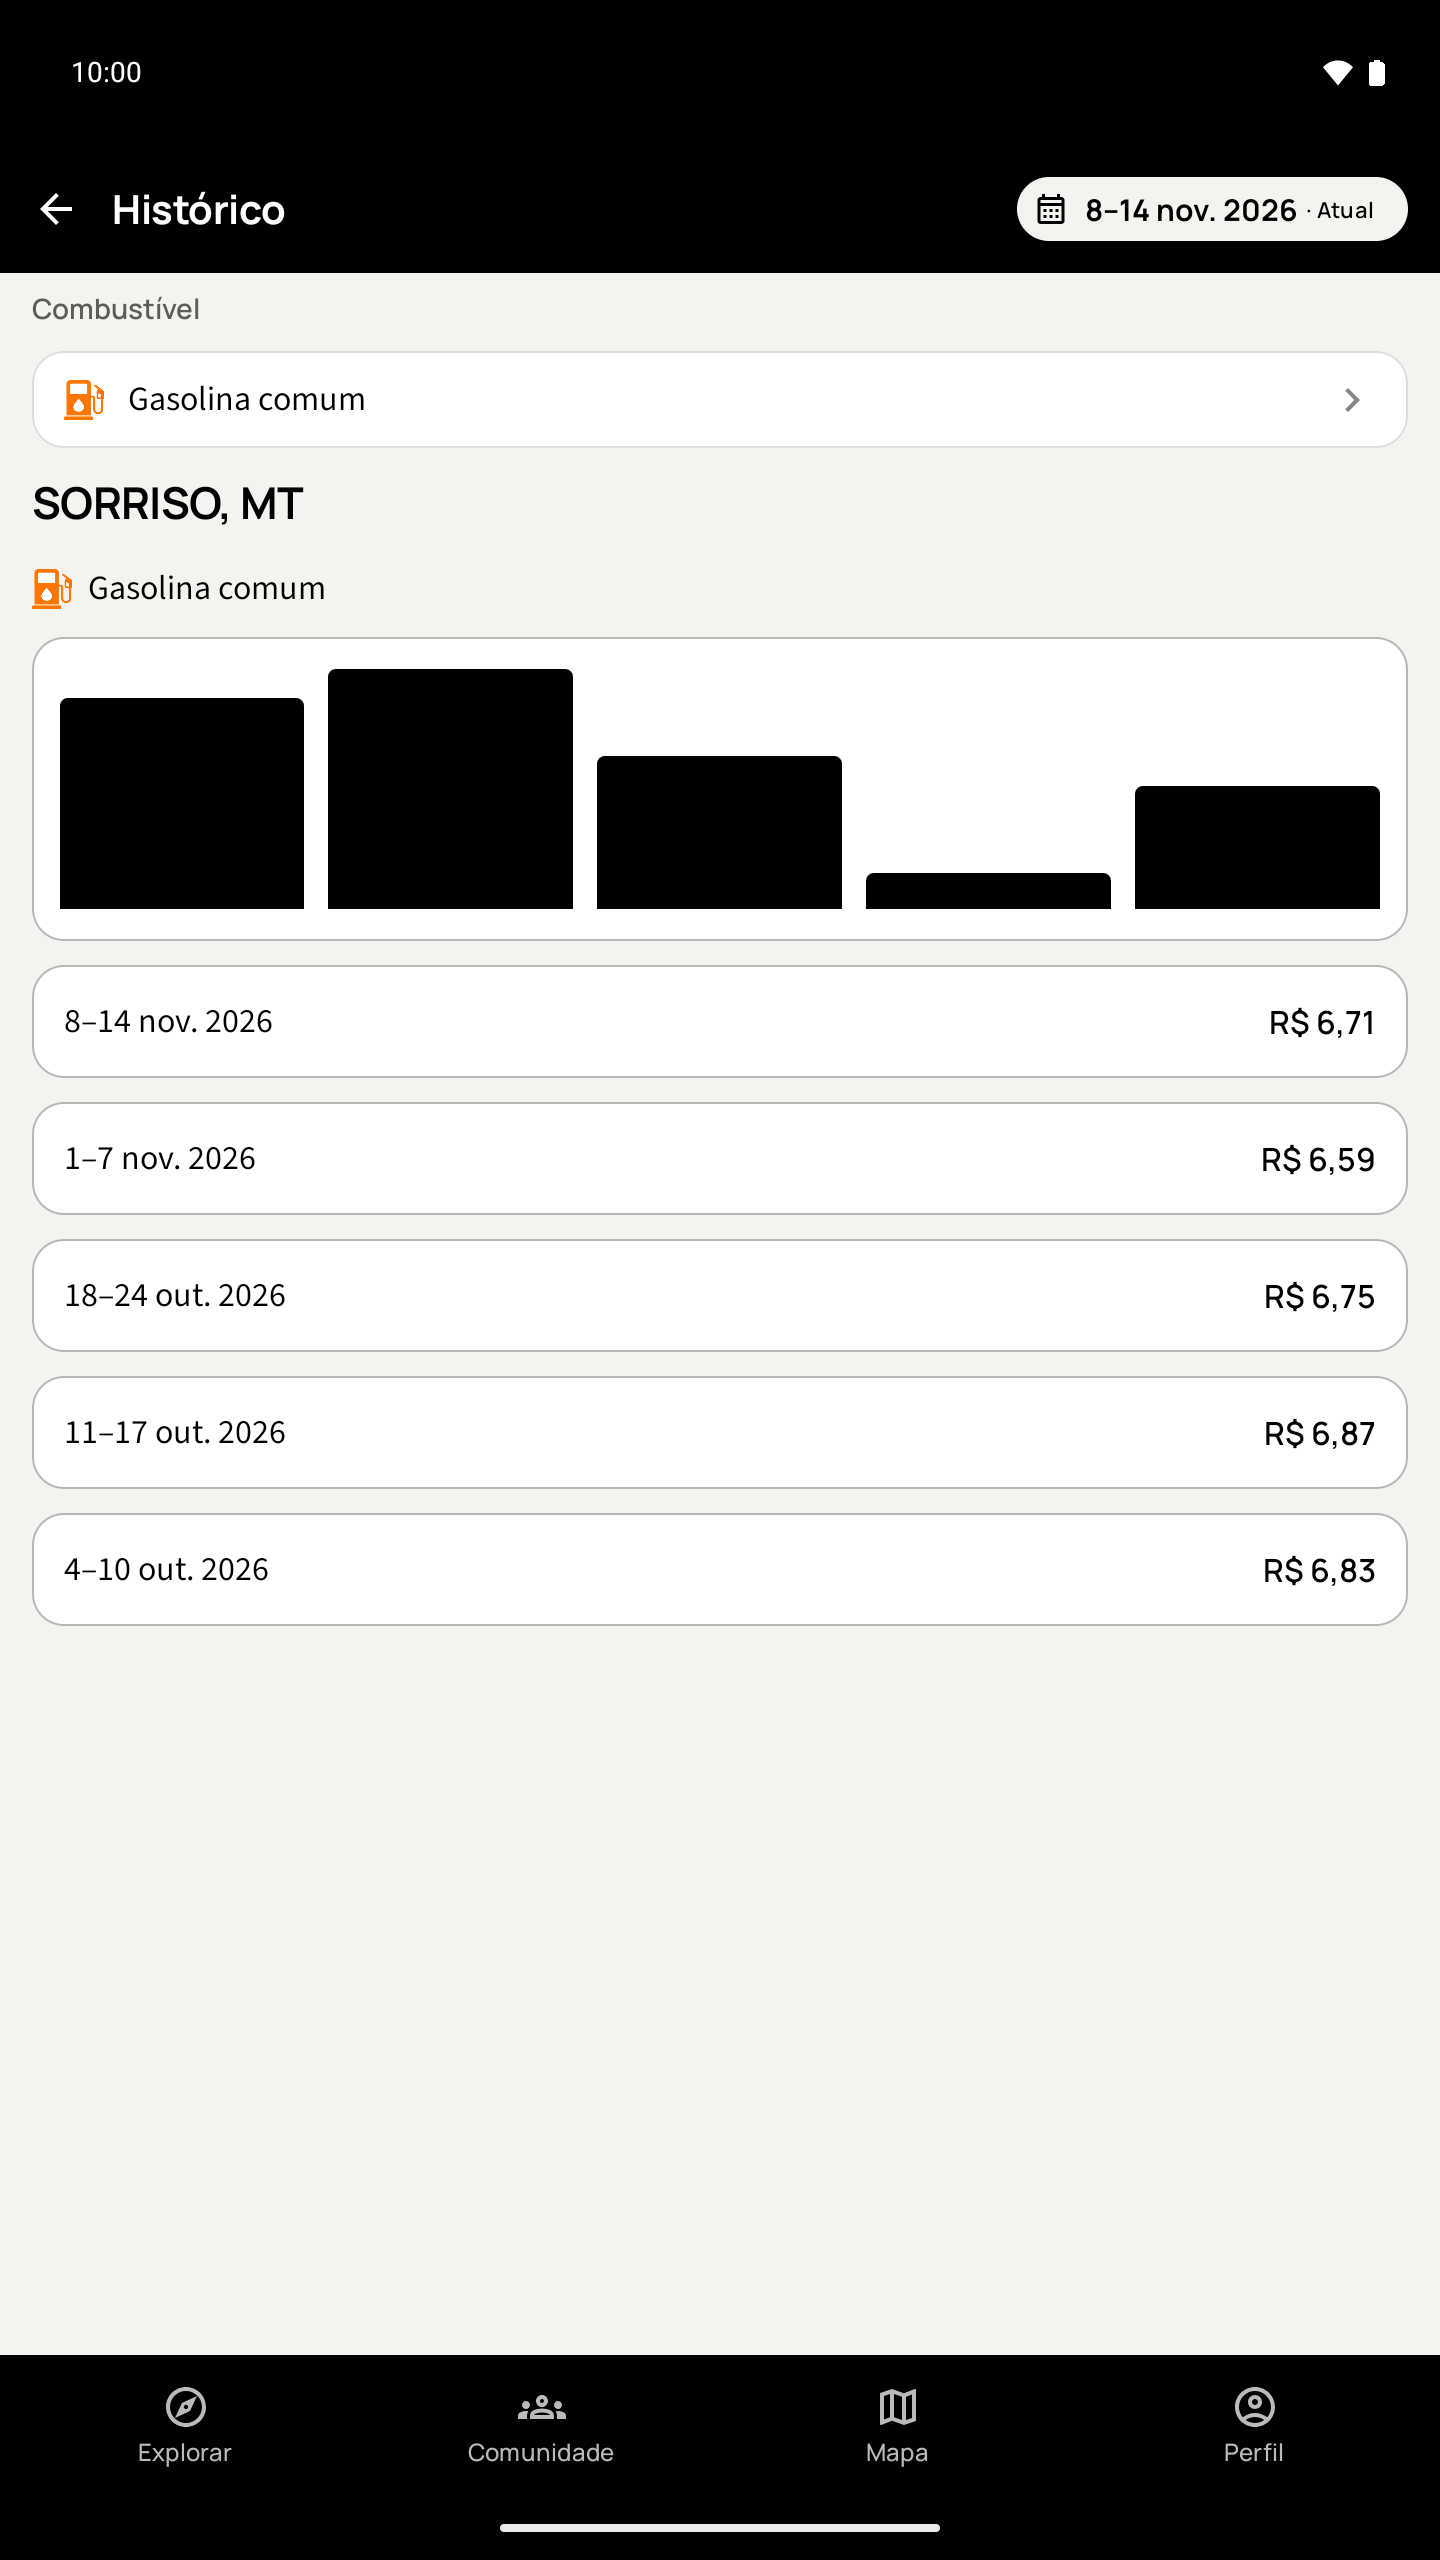 10:00
Histórico
8–14 nov. 2026 · Atual
Combustível
Gasolina comum
SORRISO, MT
Gasolina comum
8–14 nov. 2026 R$ 6,71
1–7 nov. 2026 R$ 6,59
18–24 out. 2026 R$ 6,75
11–17 out. 2026 R$ 6,87
4–10 out. 2026 R$ 6,83
Explorar Comunidade Mapa Perfil